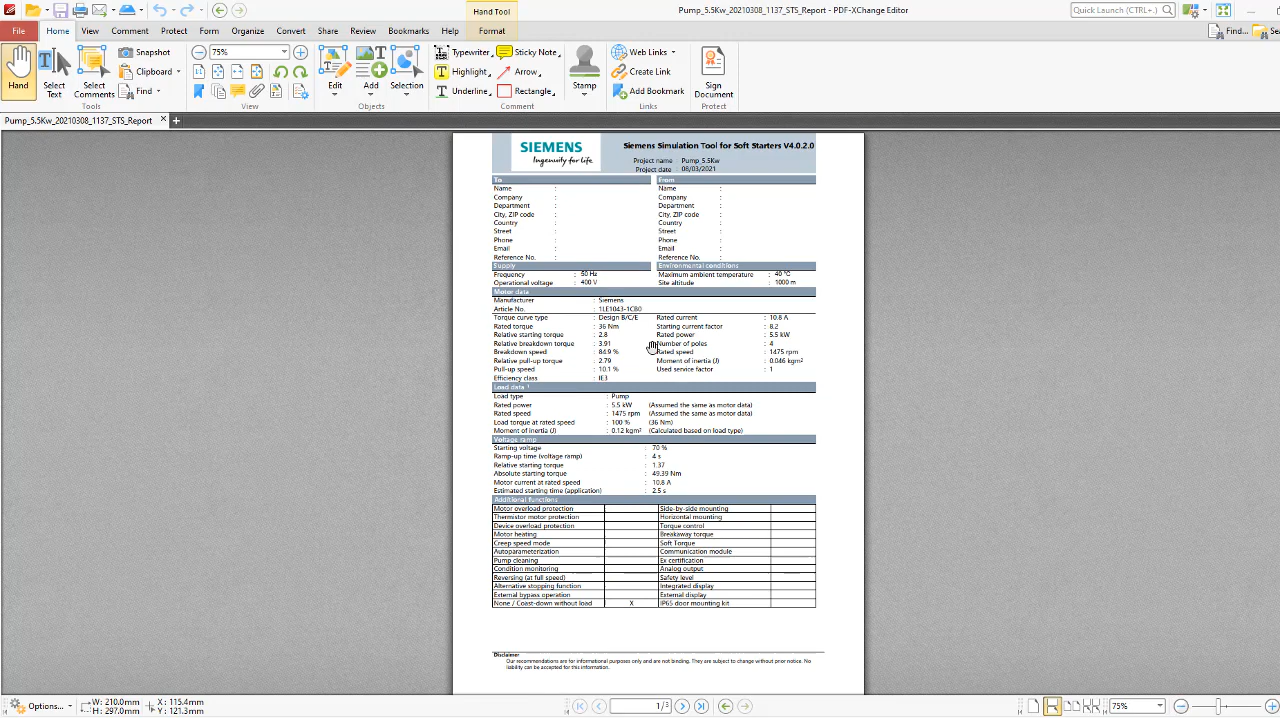 Hand Tool
Pump_5.5Kw_20210308_1137_STS_Report - PDF-XChange Editor
Quick Launch (CTRL+.)
File Home View Comment Protect Form Organize Convert Share Review Bookmarks Help Format Find...
Hand
Select Text
Select Comments
Snapshot
Clipboard
Find
Tools
75%
View
Edit
Add
Selection
Objects
Typewriter
Highlight
Underline
Sticky Note
Arrow
Rectangle
Comment
Stamp
Web Links
Create Link
Add Bookmark
Links
Sign Document
Protect
Pump_5.5Kw_20210308_1137_STS_Report
SIEMENS
Ingenuity for life
Siemens Simulation Tool for Soft Starters V4.0.2.0
Project name Pump_5.5Kw
Project date 08/03/2021
To From
Name : Name :
Company : Company :
Department : Department :
City, ZIP code : City, ZIP code :
Country : Country :
Street : Street :
Phone : Phone :
Email : Email :
Reference No. : Reference No. :
Supply Environmental conditions
Frequency : 50 Hz Maximum ambient temperature : 40 °C
Operational voltage : 400 V Site altitude : 1000 m
Motor data
Manufacturer : Siemens
Article No. : 1LE1043-1CB0
Torque curve type : Design B/C/E Rated current : 10.8 A
Rated torque : 36 Nm Starting current factor : 8.2
Relative starting torque : 2.8 Rated power : 5.5 kW
Relative breakdown torque : 3.91 Number of poles : 4
Breakdown speed : 84.9 % Rated speed : 1475 rpm
Relative pull-up torque : 2.79 Moment of inertia (J) : 0.046 kgm²
Pull-up speed : 10.1 % Used service factor : 1
Efficiency class : IE3
Load data ¹
Load type : Pump
Rated power : 5.5 kW (Assumed the same as motor data)
Rated speed : 1475 rpm (Assumed the same as motor data)
Load torque at rated speed : 100 % (36 Nm)
Moment of inertia (J) : 0.12 kgm² (Calculated based on load type)
Voltage ramp
Starting voltage : 70 %
Ramp-up time (voltage ramp) : 4 s
Relative starting torque : 1.37
Absolute starting torque : 49.39 Nm
Motor current at rated speed : 10.8 A
Estimated starting time (application) : 2.5 s
Additional functions
Motor overload protection Side-by-side mounting
Thermistor motor protection Horizontal mounting
Device overload protection Torque control
Motor heating Breakaway torque
Creep speed mode Soft Torque
Autoparameterization Communication module
Pump cleaning Ex certification
Condition monitoring Analog output
Reversing (at full speed) Safety level
Alternative stopping function Integrated display
External bypass operation External display
None / Coast-down without load X IP65 door mounting kit
Disclaimer
Our recommendations are for informational purposes only and are not binding. They are subject to change without prior notice. No
liability can be accepted for this information.
Options...
W: 210.0mm
H: 297.0mm
X: 115.4mm
Y: 121.3mm
1/3
75%